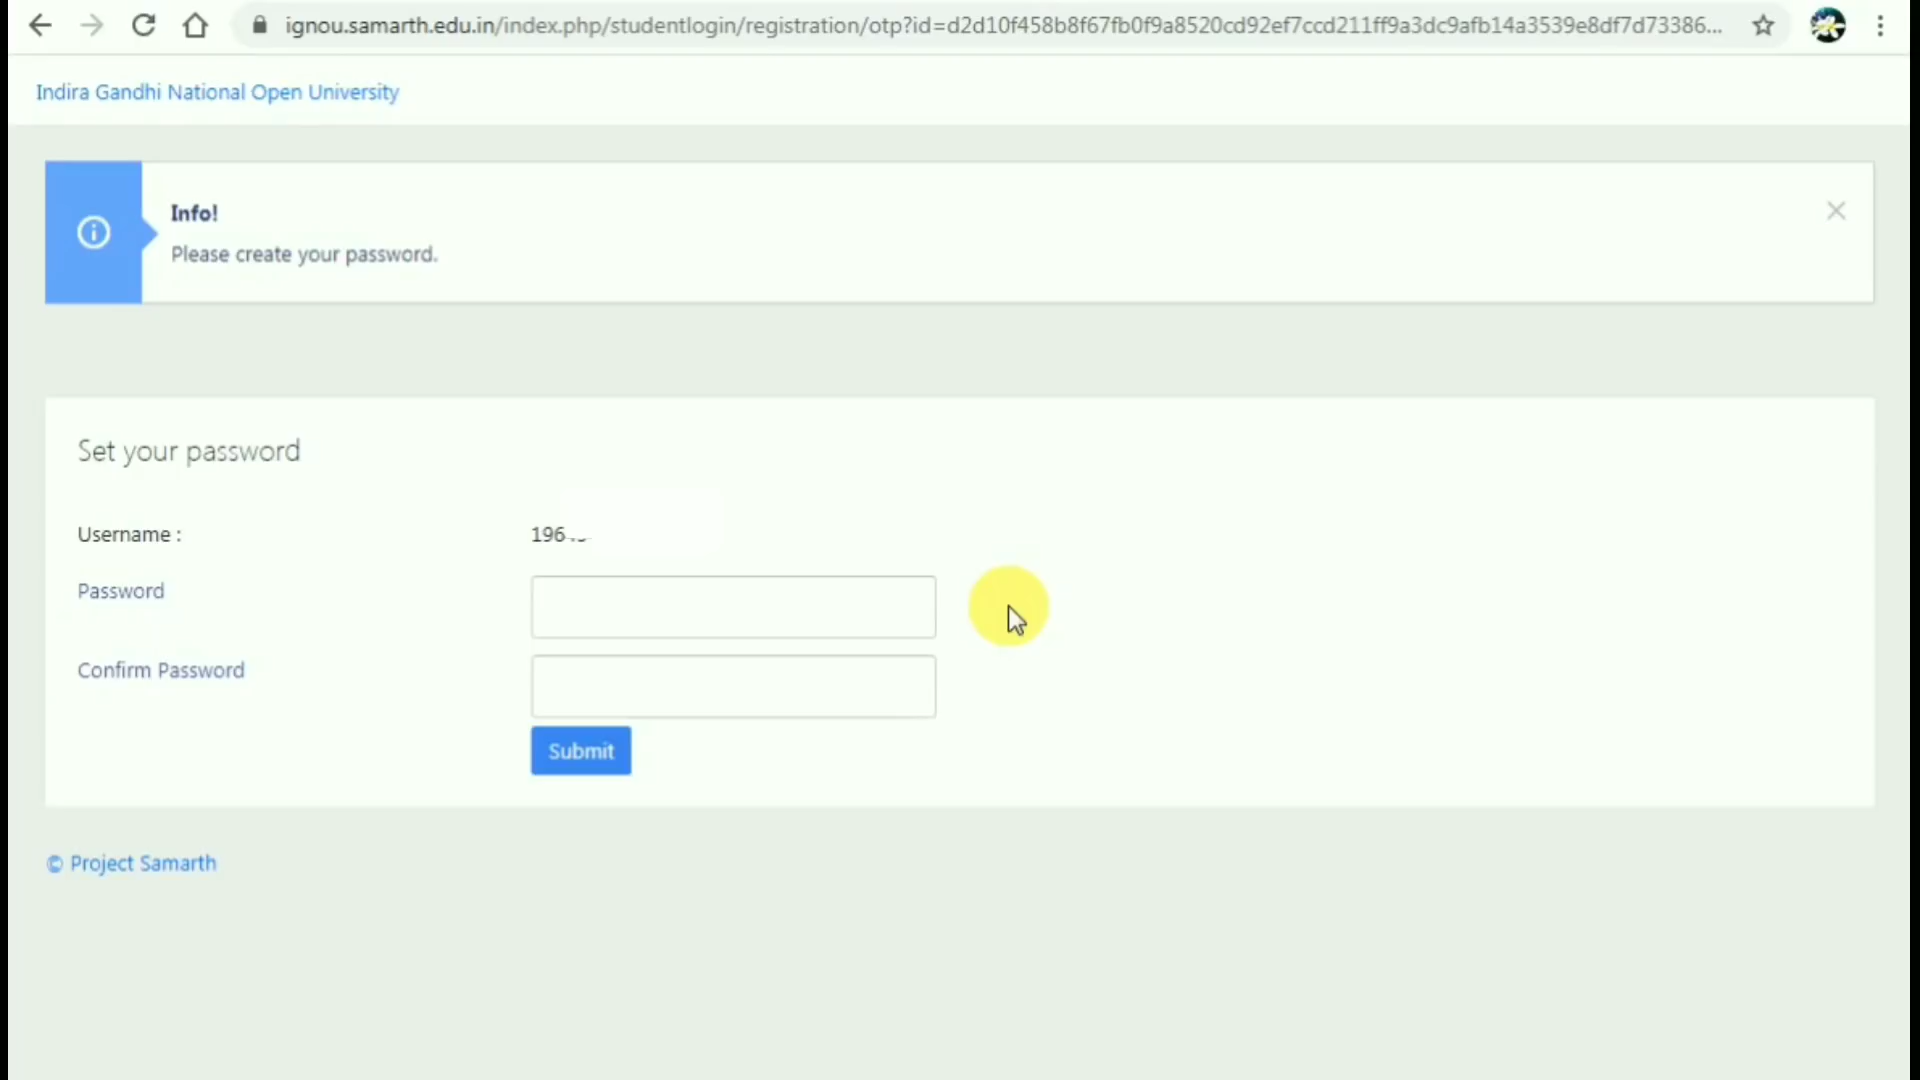 ignou.samarth.edu.in/index.php/studentlogin/registration/otp?id=d2d10f458b8f67fb0f9a8520cd92ef7ccd211ff9a3dc9afb14a3539e8df7d73386...
Indira Gandhi National Open University
Info!
Please create your password.
Set your password
Username :
196
Password
Confirm Password
Submit
© Project Samarth